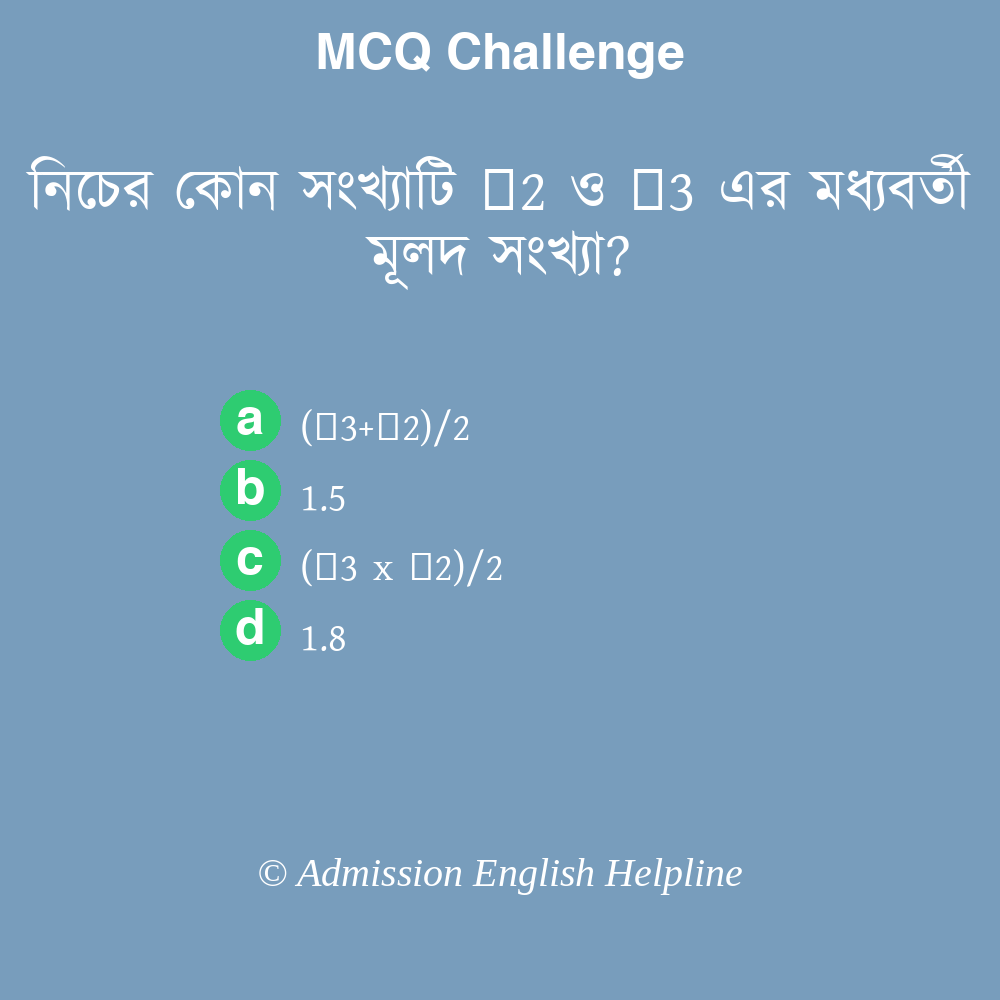 MCQ Challenge
নিচের কোন সংখ্যাটি □2 ও □3 এর মধ্যবর্তী
মূলদ সংখ্যা?
a (□3+□2)/2
b 1.5
c (□3 x □2)/2
d 1.8
© Admission English Helpline